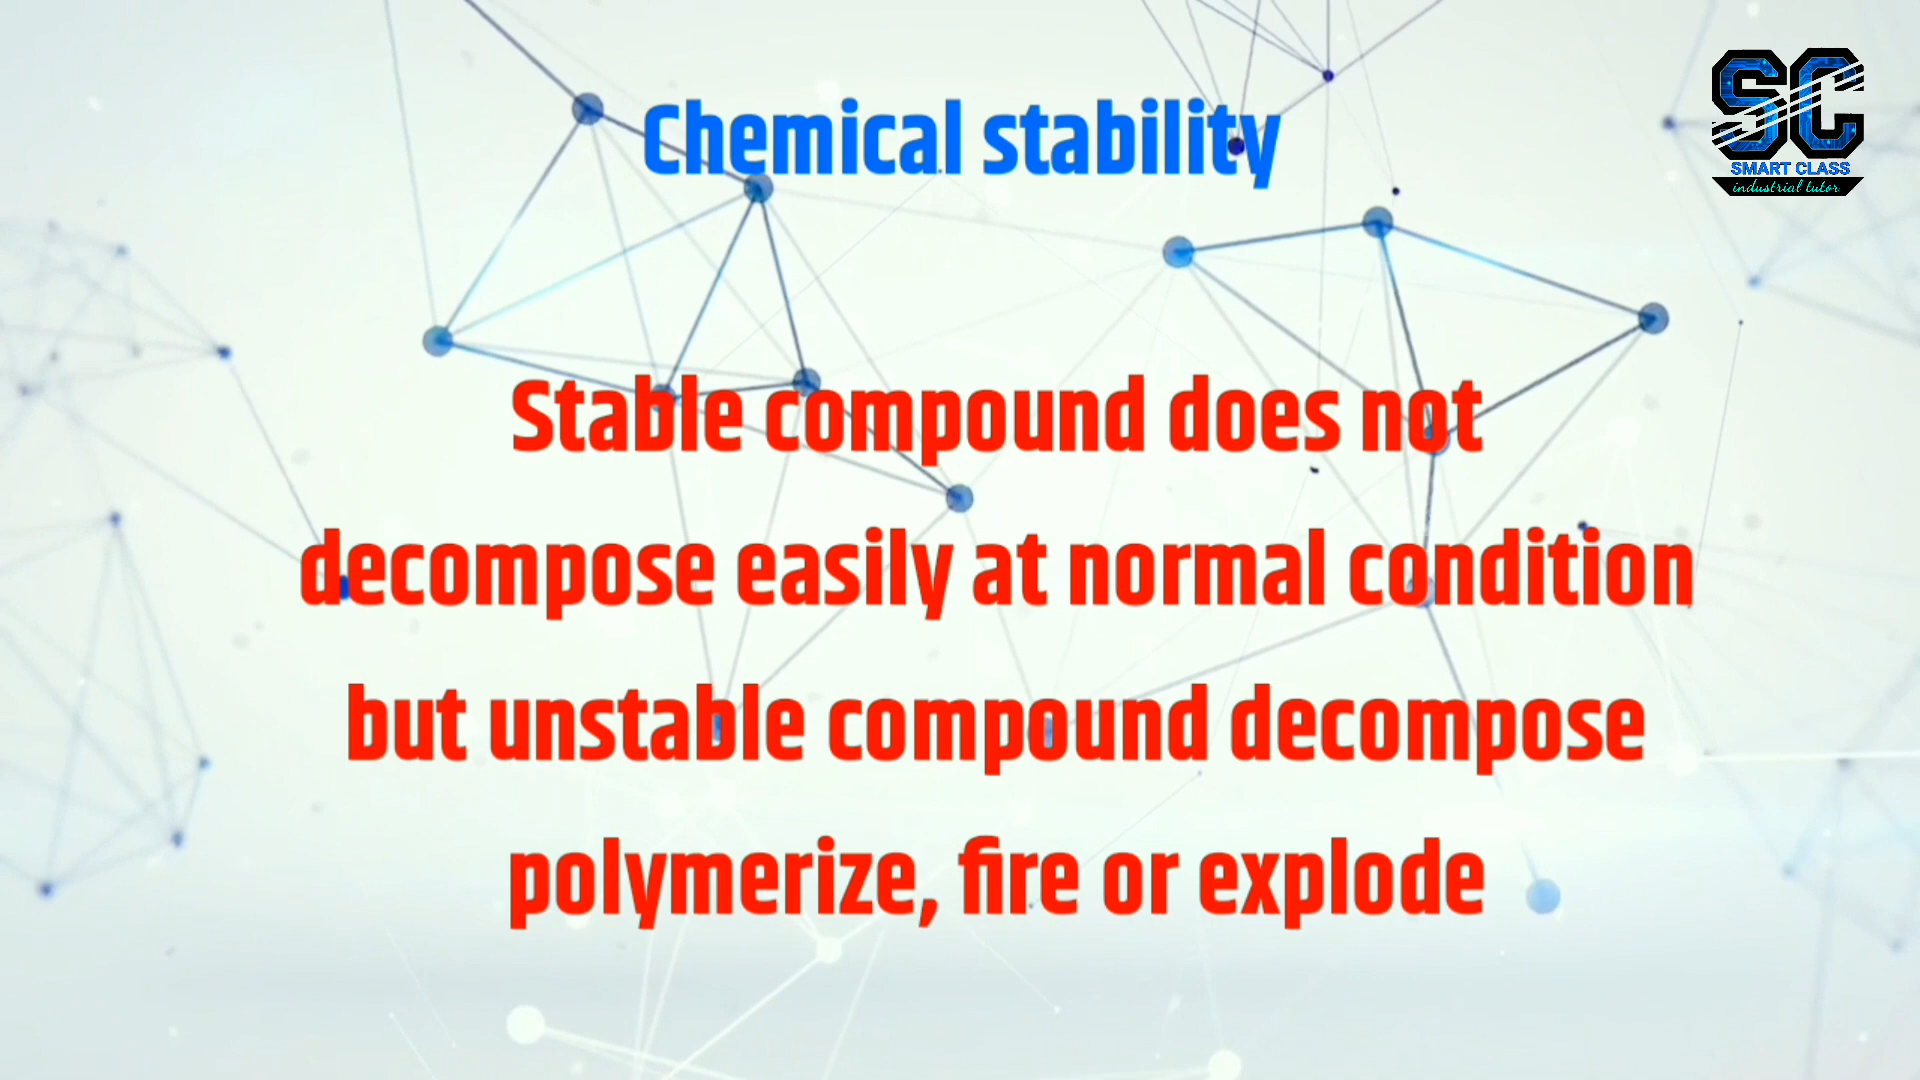 Chemical stability
SC
SMART CLASS
industrial tutor
Stable compound does not
decompose easily at normal condition
but unstable compound decompose
polymerize, fire or explode